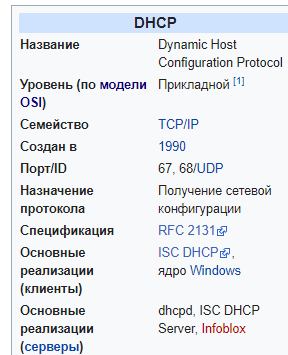 DHCP
Название Dynamic Host
Configuration Protocol
Уровень (по модели Прикладной [1]
OSI)
Семейство TCP/IP
Создан в 1990
Порт/ID 67, 68/UDP
Назначение Получение сетевой
протокола конфигурации
Спецификация RFC 2131
Основные ISC DHCP,
реализации ядро Windows
(клиенты)
Основные dhcpd, ISC DHCP
реализации Server, Infoblox
(серверы)